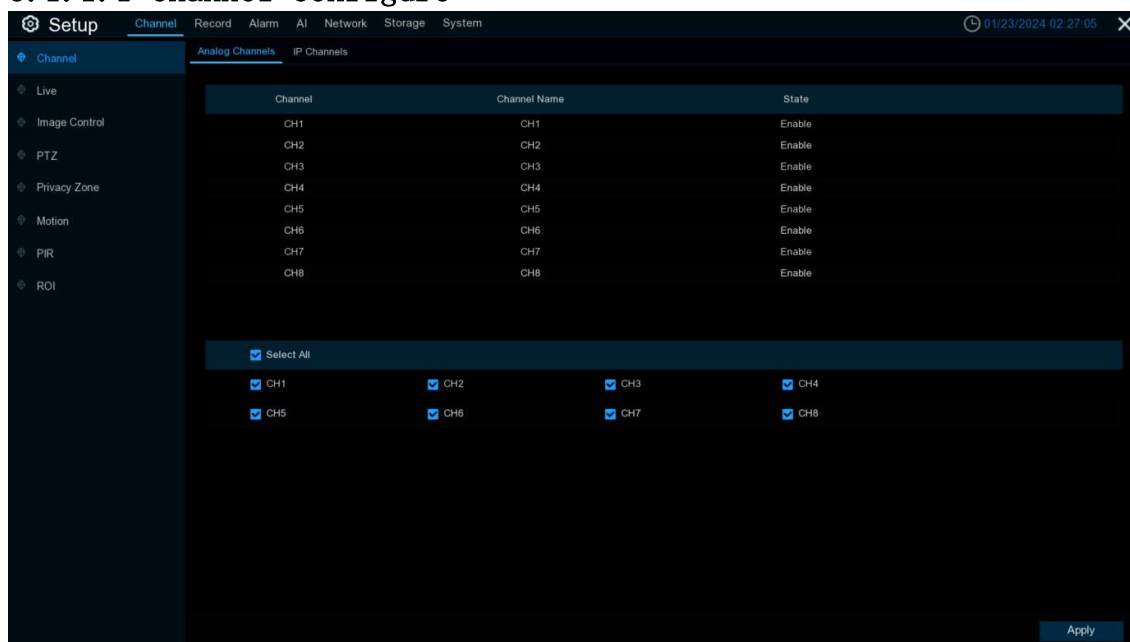 Channel configure
Setup Channel Record Alarm AI Network Storage System 01/23/2024 02:27:05
Channel
Analog Channels IP Channels
Live
Image Control
PTZ
Privacy Zone
Motion
PIR
ROI
Channel Channel Name State
CH1 CH1 Enable
CH2 CH2 Enable
CH3 CH3 Enable
CH4 CH4 Enable
CH5 CH5 Enable
CH6 CH6 Enable
CH7 CH7 Enable
CH8 CH8 Enable
Select All
CH1 CH2 CH3 CH4
CH5 CH6 CH7 CH8
Apply